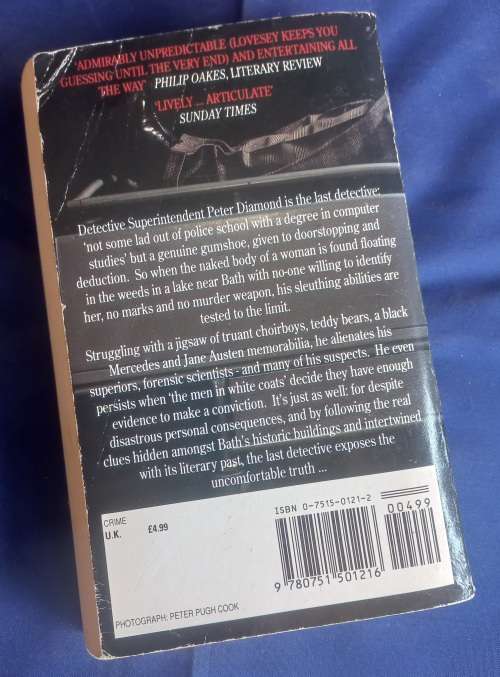 'ADMIRABLY UNPREDICTABLE (LOVESEY KEEPS YOU
GUESSING UNTIL THE VERY END) AND ENTERTAINING ALL
THE WAY' PHILIP OAKES, LITERARY REVIEW
'LIVELY ... ARTICULATE'
SUNDAY TIMES
Detective Superintendent Peter Diamond is the last detective:
'not some lad out of police school with a degree in computer
studies' but a genuine gumshoe, given to doorstopping and
deduction. So when the naked body of a woman is found floating
in the weeds in a lake near Bath with no-one willing to identify
her, no marks and no murder weapon, his sleuthing abilities are
tested to the limit.
Struggling with a jigsaw of truant choirboys, teddy bears, a black
Mercedes and Jane Austen memorabilia, he alienates his
superiors, forensic scientists - and many of his suspects. He even
persists when 'the men in white coats' decide they have enough
evidence to make a conviction. It's just as well: for despite
disastrous personal consequences, and by following the real
clues hidden amongst Bath's historic buildings and intertwined
with its literary past, the last detective exposes the
uncomfortable truth ...
CRIME
U.K. £4.99
ISBN 0-7515-0121-2
00499
9 780751 501216
PHOTOGRAPH: PETER PUGH COOK